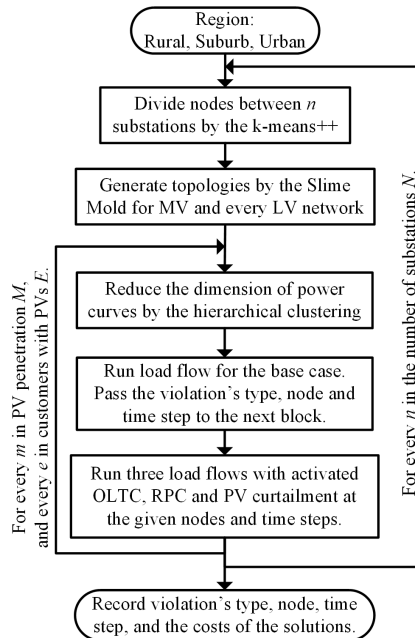 Region:
Rural, Suburb, Urban
Divide nodes between n
substations by the k-means++
Generate topologies by the Slime
Mold for MV and every LV network
Reduce the dimension of power
curves by the hierarchical clustering
Run load flow for the base case.
Pass the violation's type, node and
time step to the next block.
Run three load flows with activated
OLTC, RPC and PV curtailment at
the given nodes and time steps.
Record violation's type, node, time
step, and the costs of the solutions.
For every m in PV penetration M,
and every e in customers with PVs E.
For every n in the number of substations N.